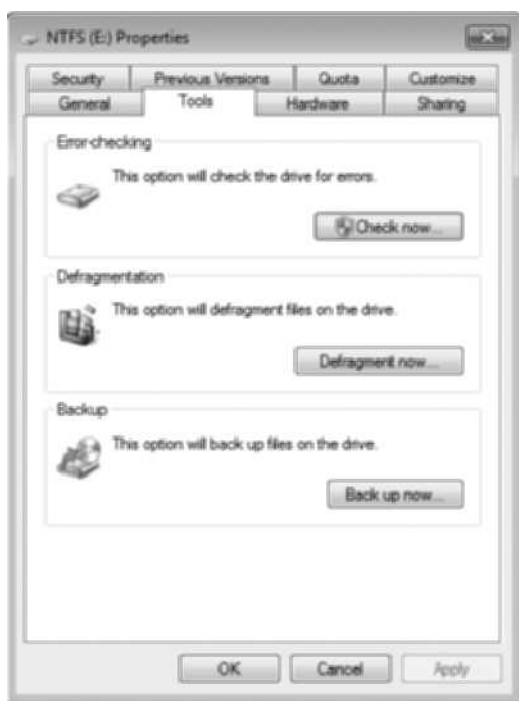 NTFS (E:) Properties
Security Previous Versions Quota Customize
General Tools Hardware Sharing
Error-checking
This option will check the drive for errors.
Check now...
Defragmentation
This option will defragment files on the drive.
Defragment now...
Backup
This option will back up files on the drive.
Back up now...
OK Cancel Apply